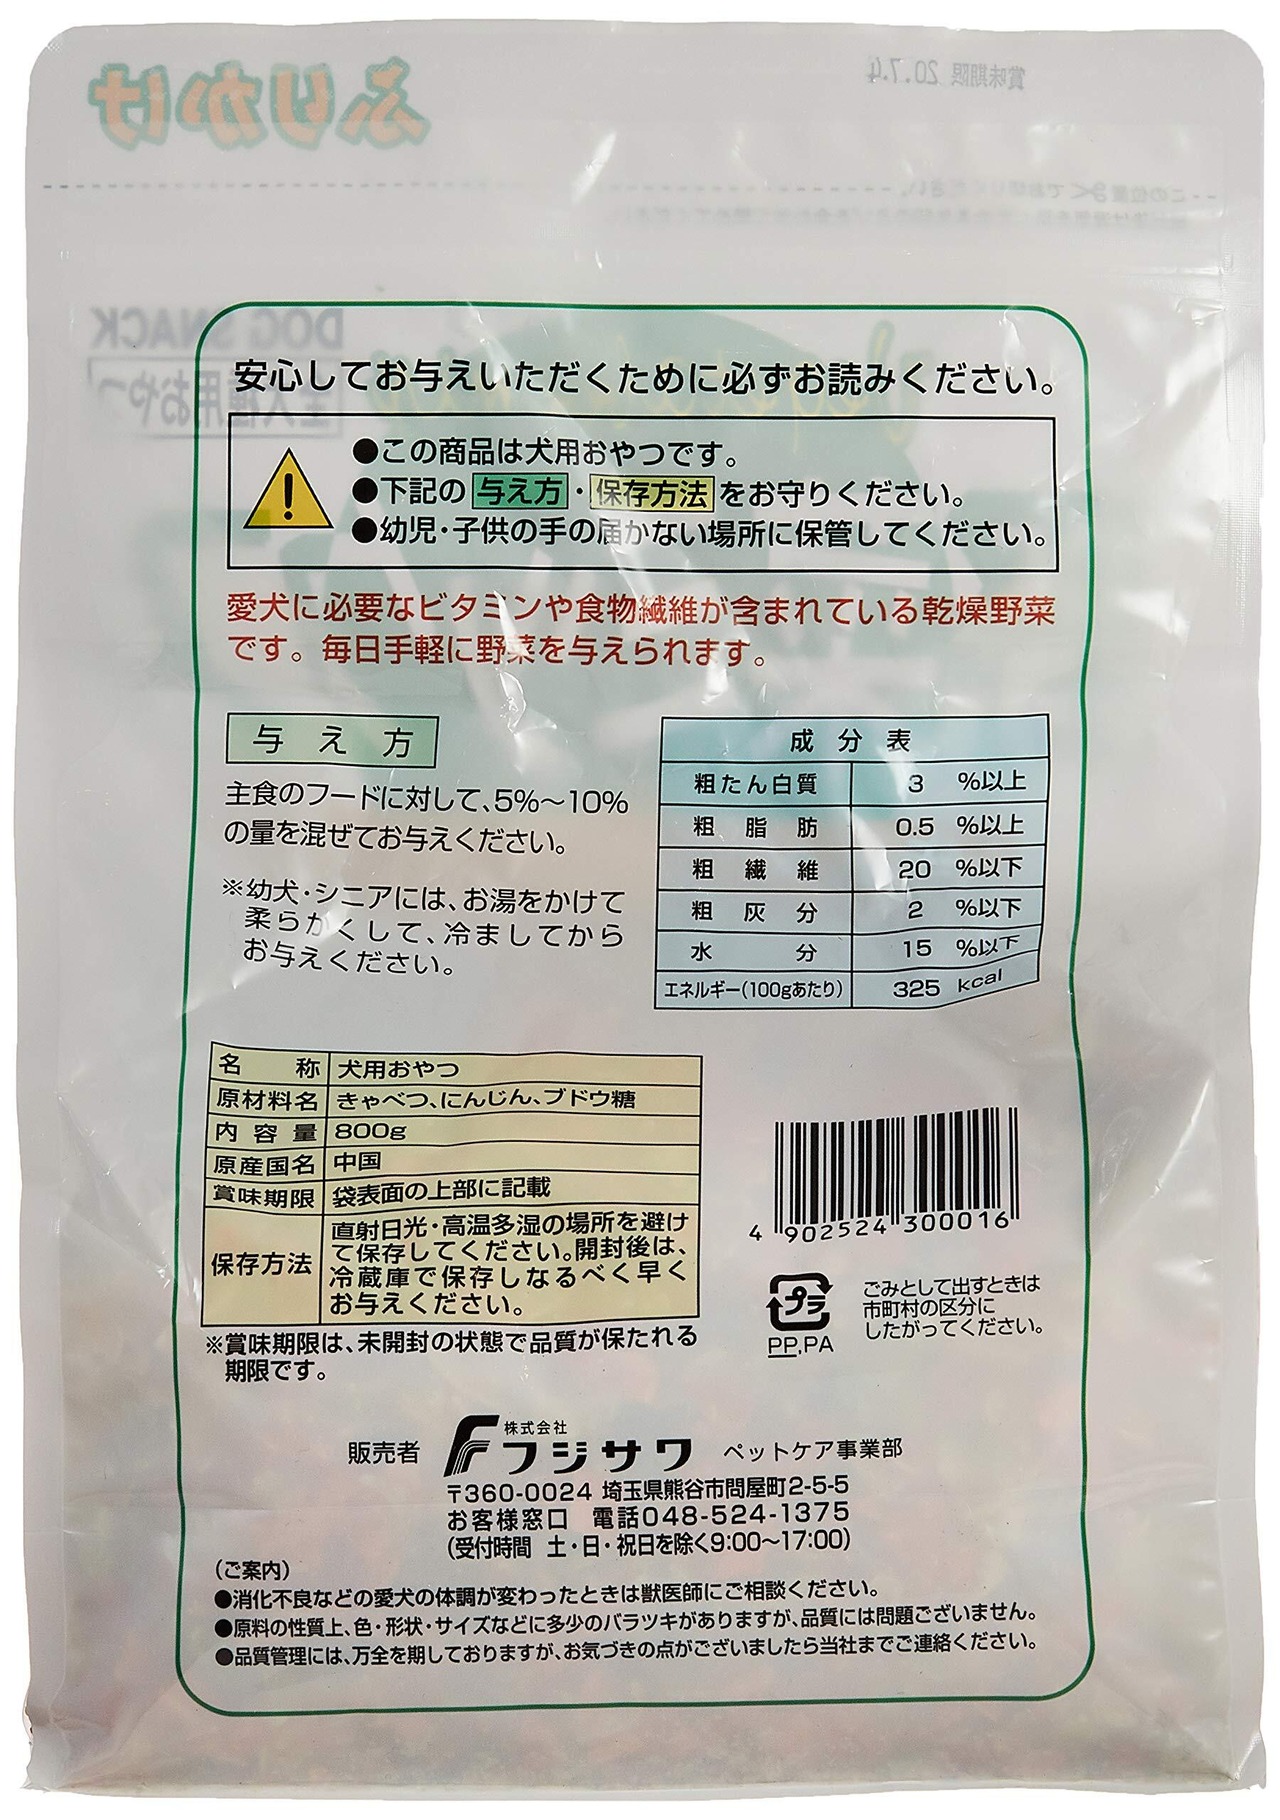 ふりかけ
賞味期限 20.7.4
DOG SNACK
全犬種用おやつ
安心してお与えいただくために必ずお読みください。
●この商品は犬用おやつです。
●下記の 与え方・保存方法 をお守りください。
●幼児・子供の手の届かない場所に保管してください。
愛犬に必要なビタミンや食物繊維が含まれている乾燥野菜
です。毎日手軽に野菜を与えられます。
与え方
主食のフードに対して、5%～10%
の量を混ぜてお与えください。
※幼犬・シニアには、お湯をかけて
柔らかくして、冷ましてから
お与えください。
成分表
粗たん白質 3 %以上
粗脂肪 0.5 %以上
粗繊維 20 %以下
粗灰分 2 %以下
水分 15 %以下
エネルギー(100gあたり) 325 kcal
名称 犬用おやつ
原材料名 きゃべつ、にんじん、ブドウ糖
内容量 800g
原産国名 中国
賞味期限 袋表面の上部に記載
保存方法 直射日光・高温多湿の場所を避け
て保存してください。開封後は、
冷蔵庫で保存しなるべく早く
お与えください。
※賞味期限は、未開封の状態で品質が保たれる
期限です。
4 902524 300016
プラ
PP,PA
ごみとして出すときは
市町村の区分に
したがってください。
販売者 株式会社 フジサワ ペットケア事業部
〒360-0024 埼玉県熊谷市問屋町2-5-5
お客様窓口 電話048-524-1375
(受付時間 土・日・祝日を除く9:00～17:00)
(ご案内)
●消化不良などの愛犬の体調が変わったときは獣医師にご相談ください。
●原料の性質上、色・形状・サイズなどに多少のバラツキがありますが、品質には問題ございません。
●品質管理には、万全を期しておりますが、お気づきの点がございましたら当社までご連絡ください。